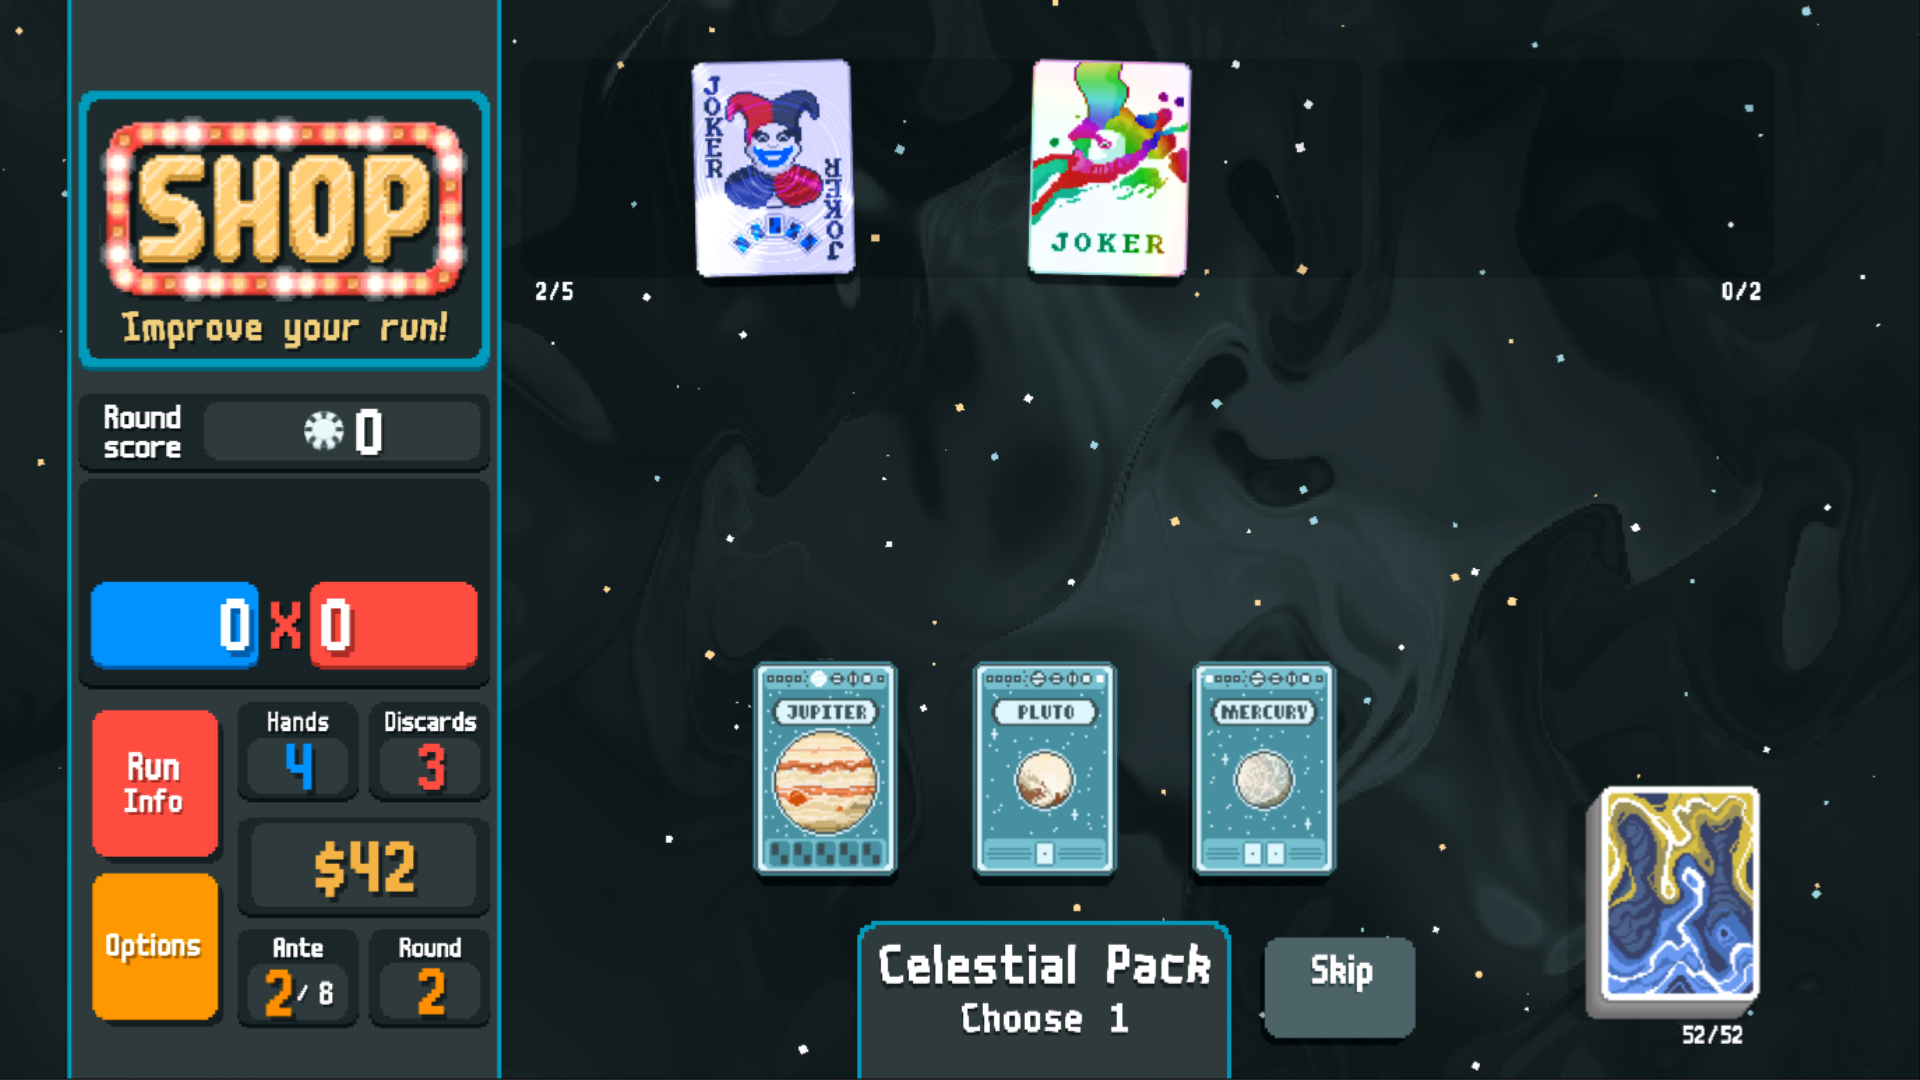 SHOP
Improve your run!
Round score
0
0 X 0
Run Info
Hands
4
Discards
3
$42
Options
Ante
2/ 8
Round
2
JOKER
JOKER
JOKER
2/5
0/2
JUPITER
PLUTO
MERCURY
Celestial Pack
Choose 1
Skip
52/52